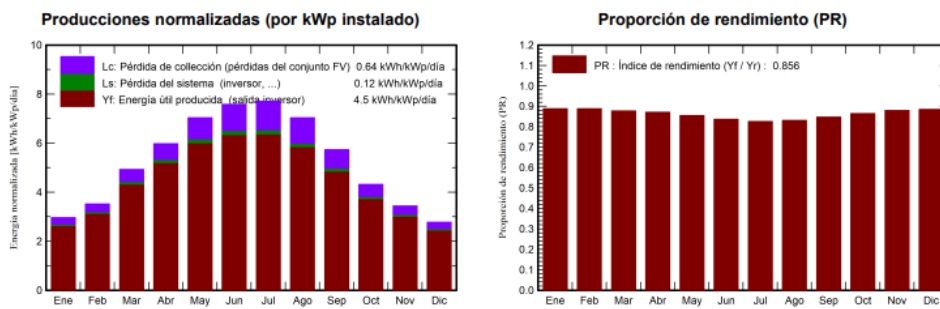 Producciones normalizadas (por kWp instalado)
10
8
6
4
2
0
Energía normalizada [kWh/kWp/día]
Lc: Pérdida de colección (pérdidas del conjunto FV) 0.64 kWh/kWp/día
Ls: Pérdida del sistema (inversor, ...) 0.12 kWh/kWp/día
Yf: Energía útil producida (salida inversor) 4.5 kWh/kWp/día
Ene Feb Mar Abr May Jun Jul Ago Sep Oct Nov Dic
Proporción de rendimiento (PR)
1.2
1.1
1.0
0.9
0.8
0.7
0.6
0.5
0.4
0.3
0.2
0.1
0.0
Proporción de rendimiento (PR)
PR : Índice de rendimiento (Yf / Yr) : 0.856
Ene Feb Mar Abr May Jun Jul Ago Sep Oct Nov Dic